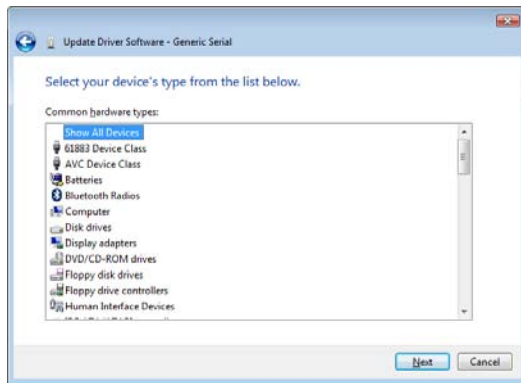 Update Driver Software - Generic Serial
Select your device's type from the list below.
Common hardware types:
Show All Devices
61883 Device Class
AVC Device Class
Batteries
Bluetooth Radios
Computer
Disk drives
Display adapters
DVD/CD-ROM drives
Floppy disk drives
Floppy drive controllers
Human Interface Devices
Next Cancel